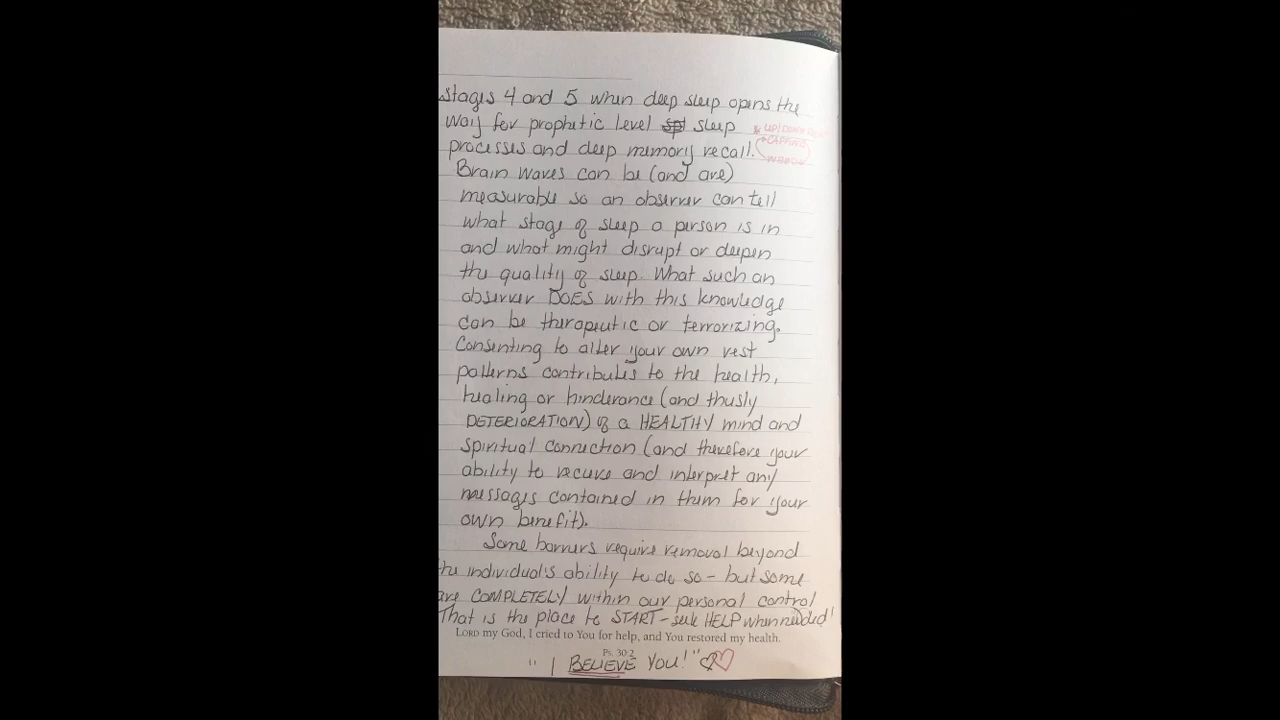 Stages 4 and 5 when deep sleep opens the
way for prophetic level sleep
processes and deep memory recall.
Brain waves can be (and are)
measurable so an observer can tell
what stage of sleep a person is in
and what might disrupt or deepen
the quality of sleep. What such an
observer DOES with this knowledge
can be therapeutic or terrorizing.
Consenting to alter your own rest
patterns contributes to the health,
healing or hinderance (and thusly
DETERIORATION) of a HEALTHY mind and
spiritual connection (and therefore your
ability to recieve and interpret any
messages contained in them for your
own benefit).
Some barriers require removal beyond
the individual's ability to do so - but some
are COMPLETELY within our personal control
That is the place to START - seek HELP when needed!
LORD my God, I cried to You for help, and You restored my health.
Ps. 30:2
"I BELIEVE YOU!"